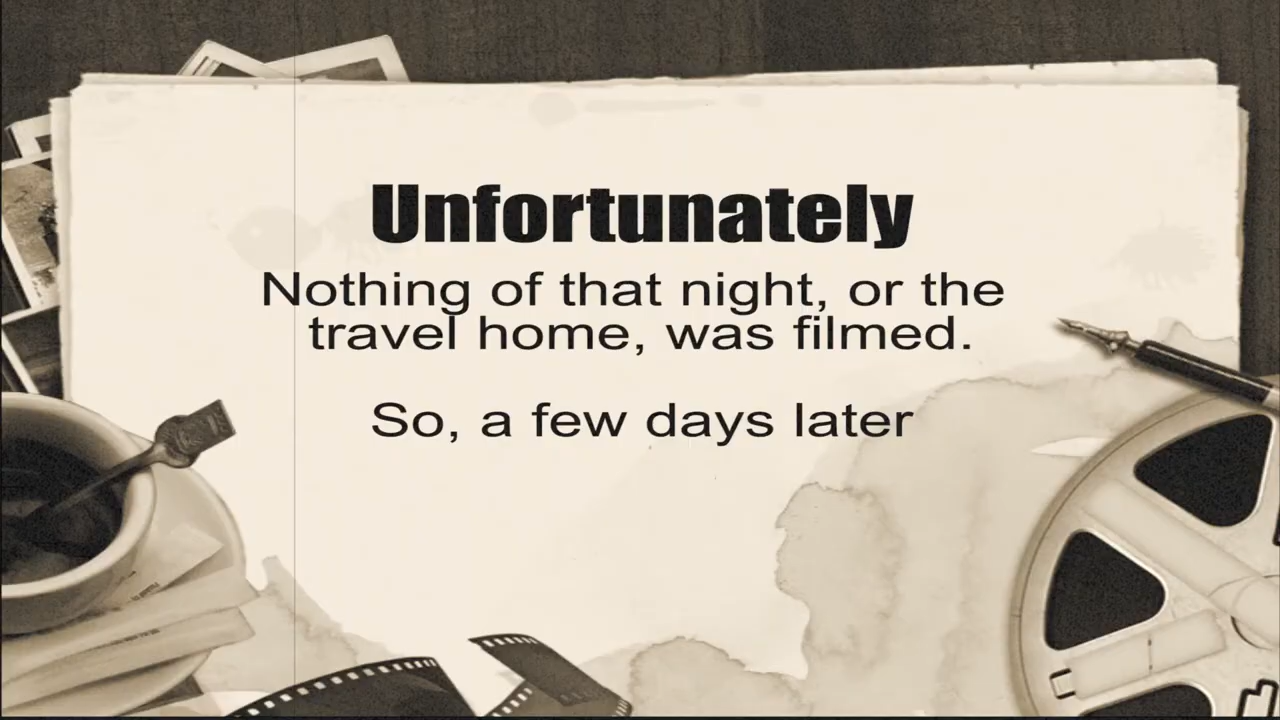 Unfortunately
Nothing of that night, or the
travel home, was filmed.
So, a few days later